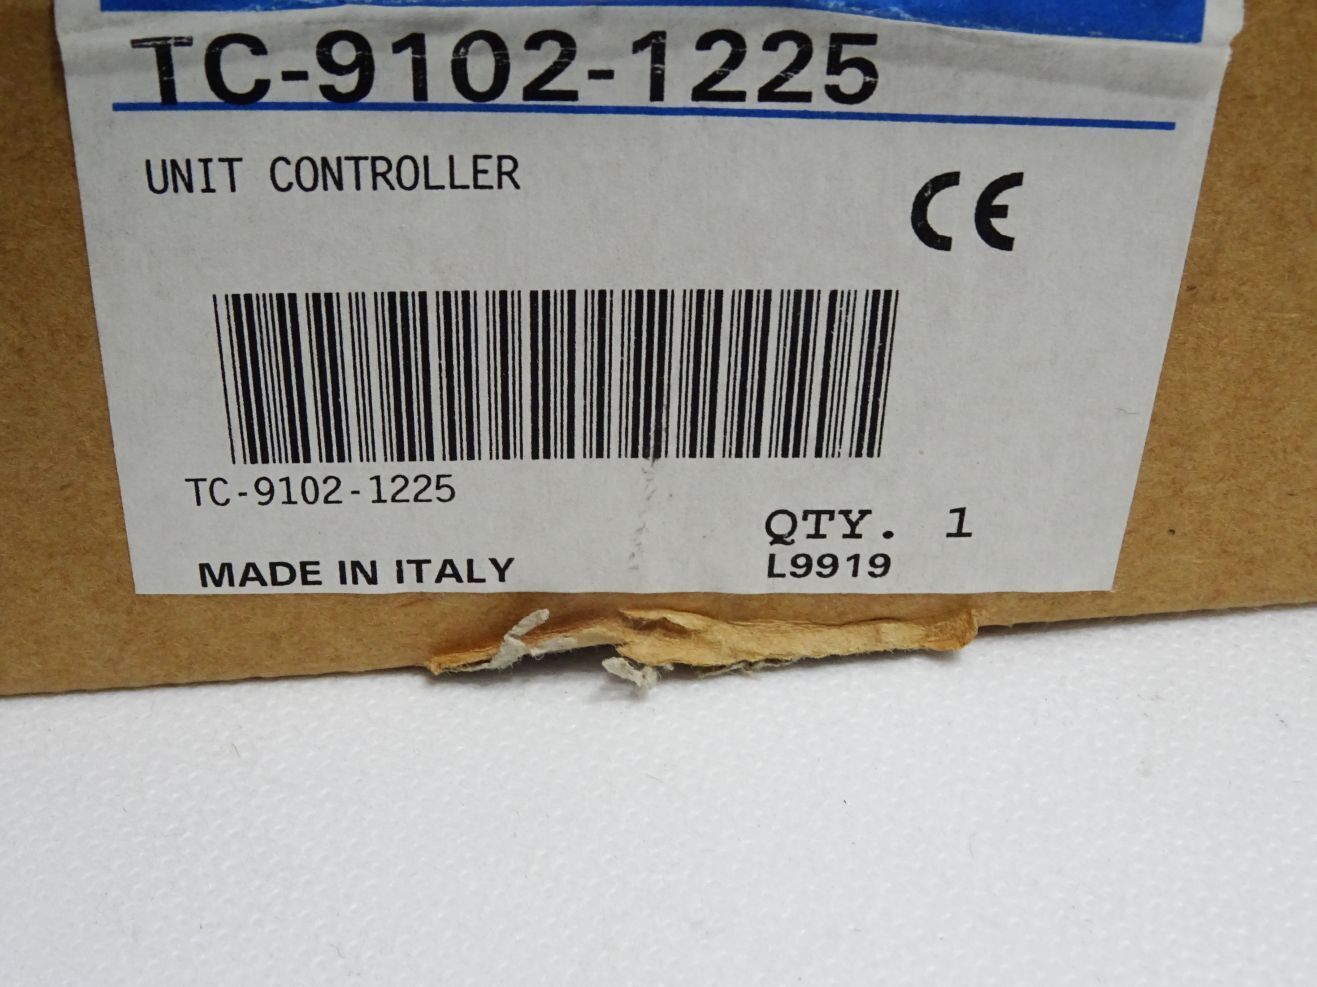 TC-9102-1225
UNIT CONTROLLER
CE
TC-9102-1225
QTY. 1
MADE IN ITALY
L9919